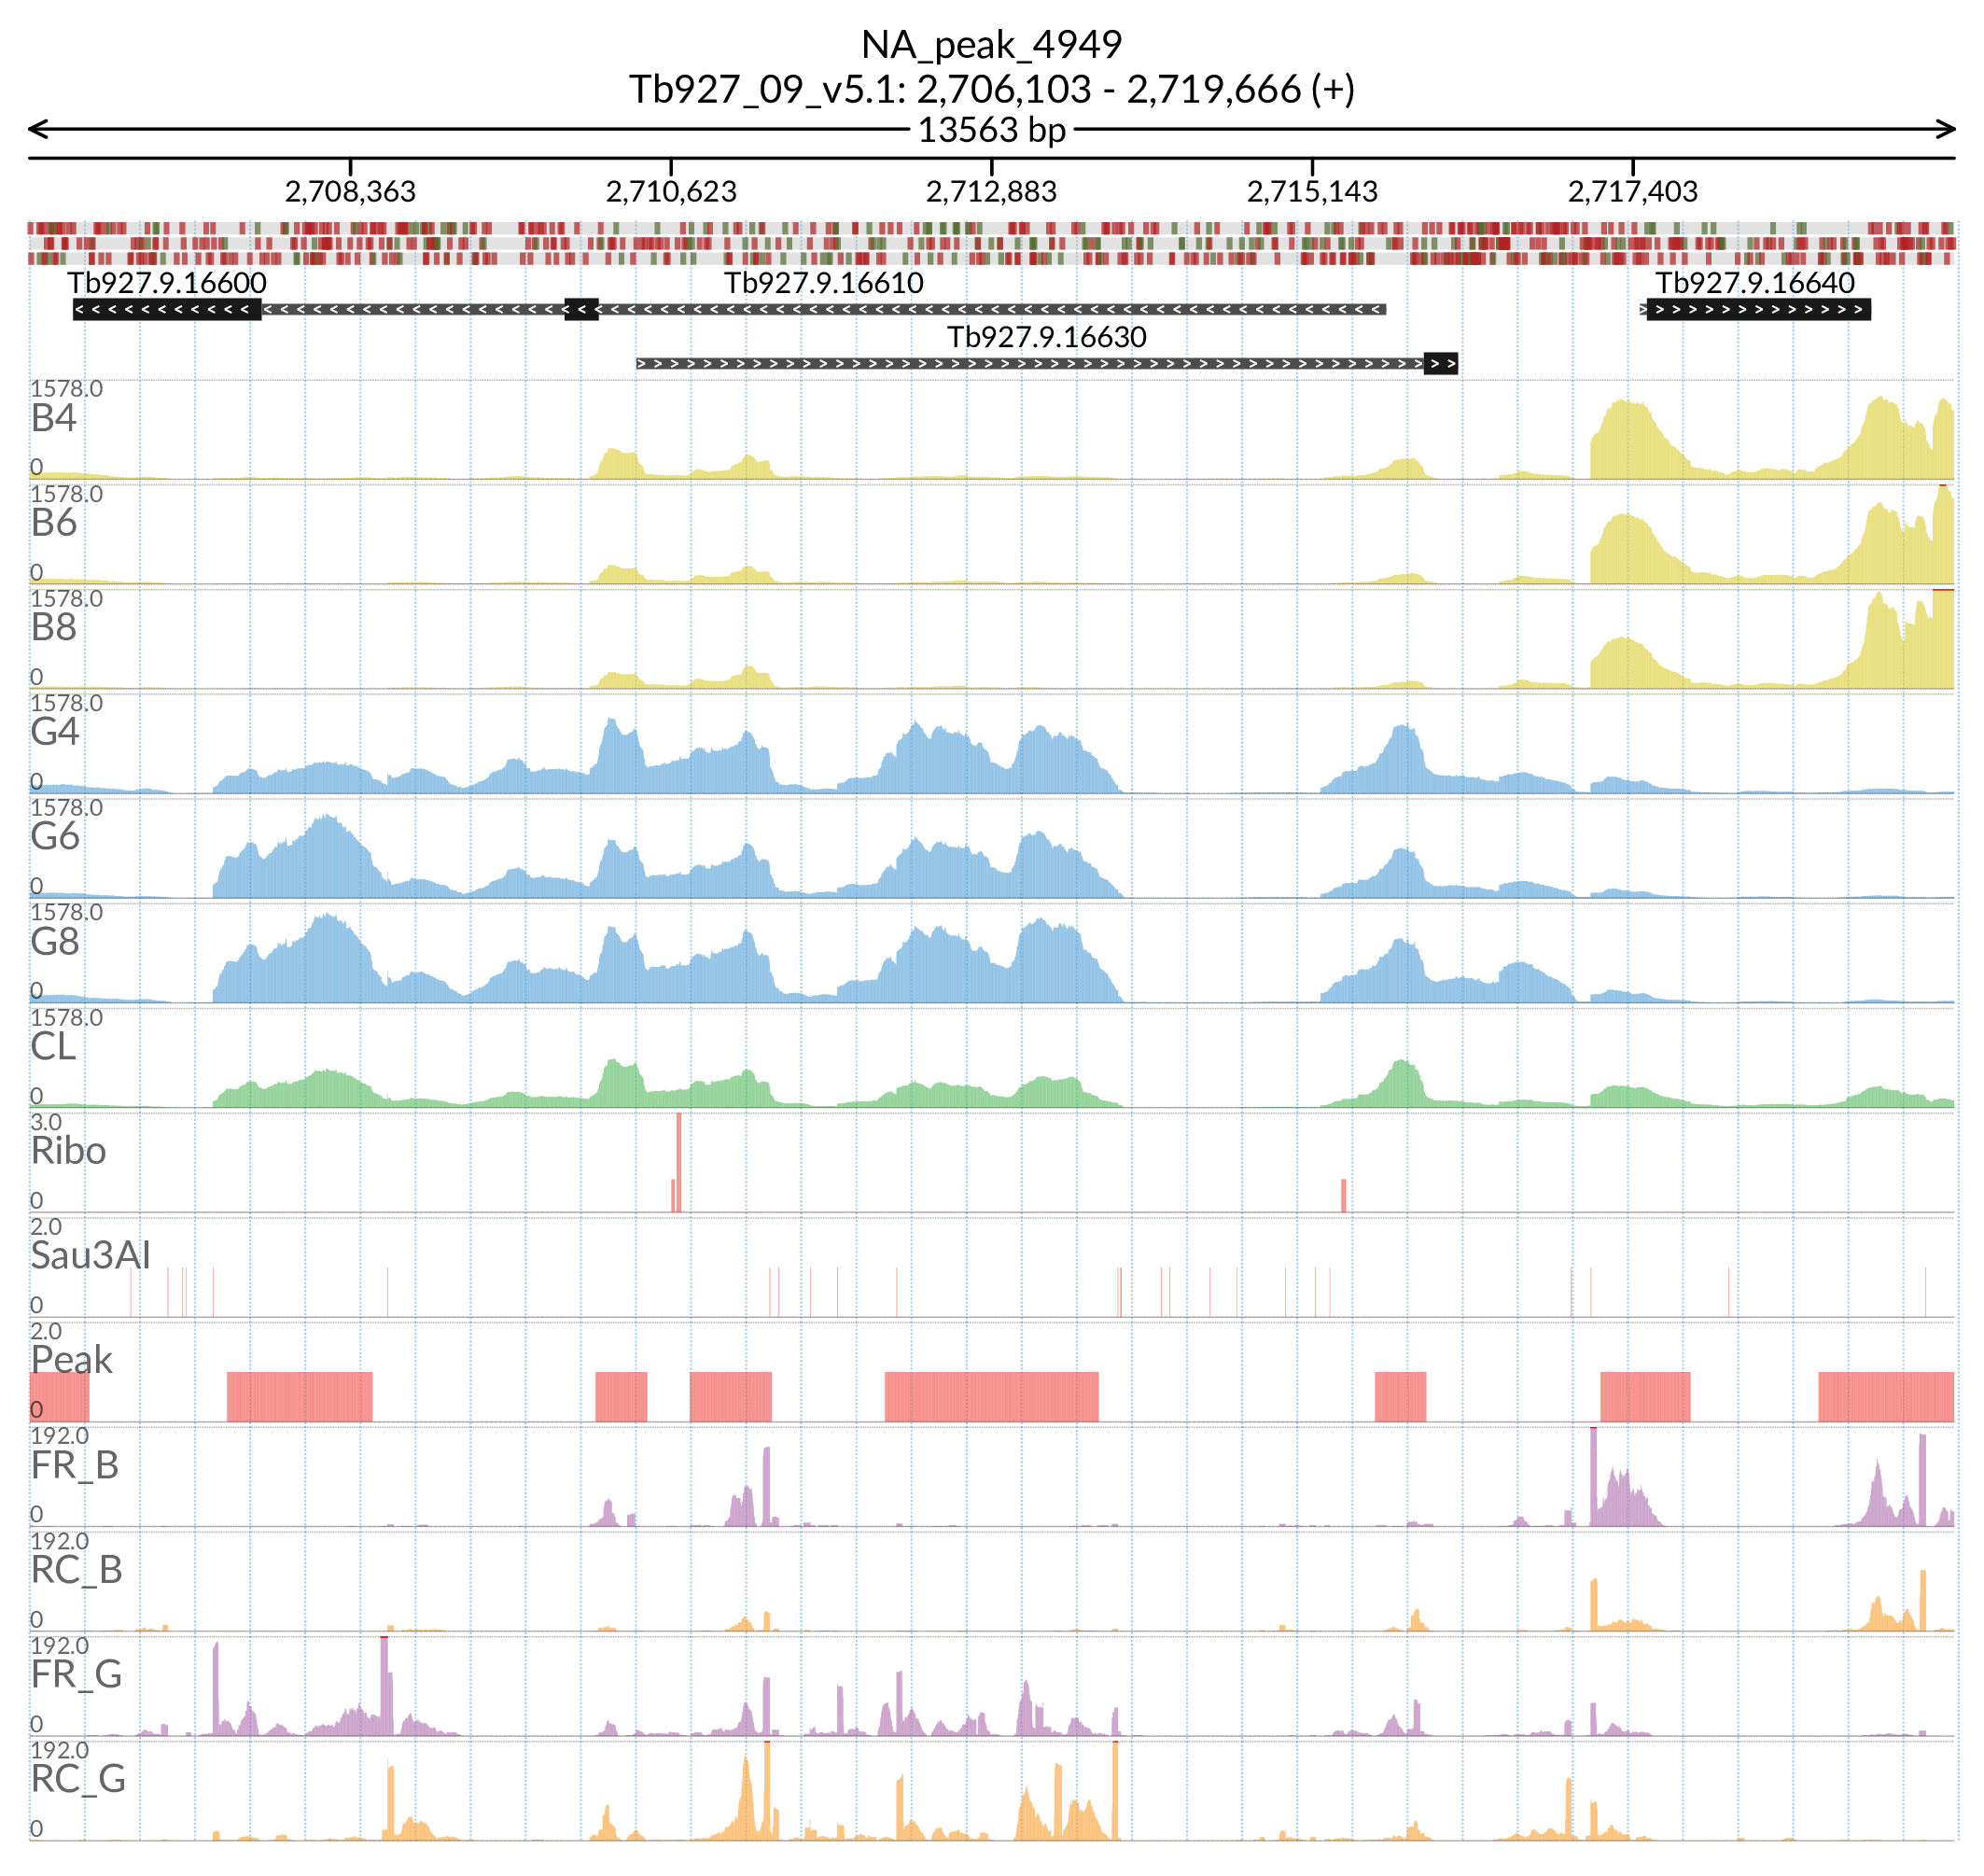 NA_peak_4949
Tb927_09_v5.1: 2,706,103 - 2,719,666 (+)
13563 bp
2,708,363 2,710,623 2,712,883 2,715,143 2,717,403
Tb927.9.16600 Tb927.9.16610 Tb927.9.16640
Tb927.9.16630
1578.0
B4
0
1578.0
B6
0
1578.0
B8
0
1578.0
G4
0
1578.0
G6
0
1578.0
G8
0
1578.0
CL
0
3.0
Ribo
0
2.0
Sau3AI
0
2.0
Peak
0
192.0
FR_B
0
192.0
RC_B
0
192.0
FR_G
0
192.0
RC_G
0